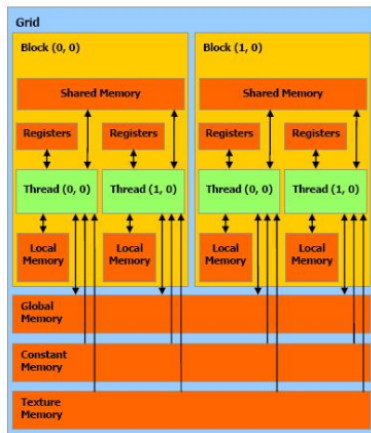 Grid
Block (0, 0)
Block (1, 0)
Shared Memory
Shared Memory
Registers
Registers
Registers
Registers
Thread (0, 0)
Thread (1, 0)
Thread (0, 0)
Thread (1, 0)
Local
Memory
Local
Memory
Local
Memory
Local
Memory
Global
Memory
Constant
Memory
Texture
Memory